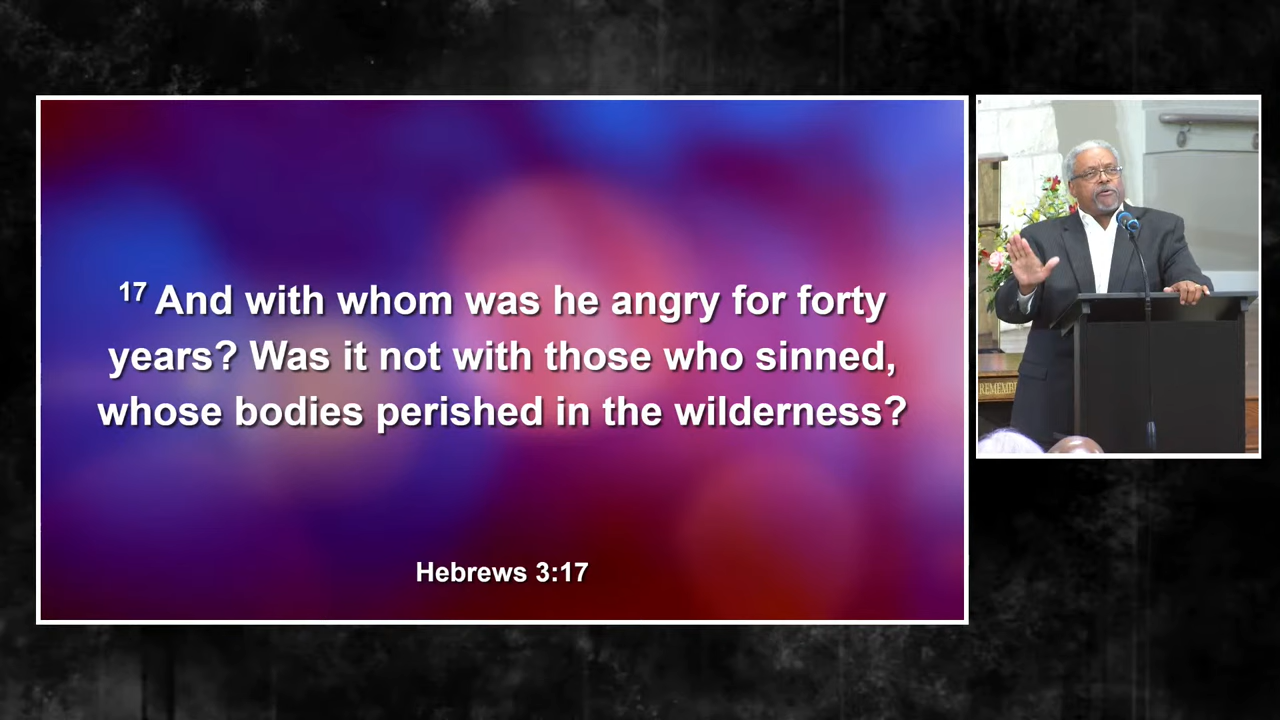 17 And with whom was he angry for forty
years? Was it not with those who sinned,
whose bodies perished in the wilderness?
Hebrews 3:17